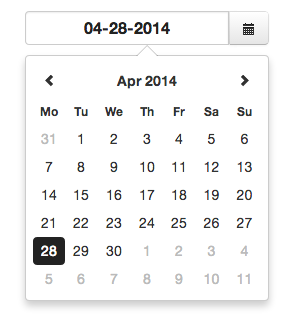 04-28-2014
Apr 2014
Mo Tu We Th Fr Sa Su
31 1 2 3 4 5 6
7 8 9 10 11 12 13
14 15 16 17 18 19 20
21 22 23 24 25 26 27
28 29 30 1 2 3 4
5 6 7 8 9 10 11